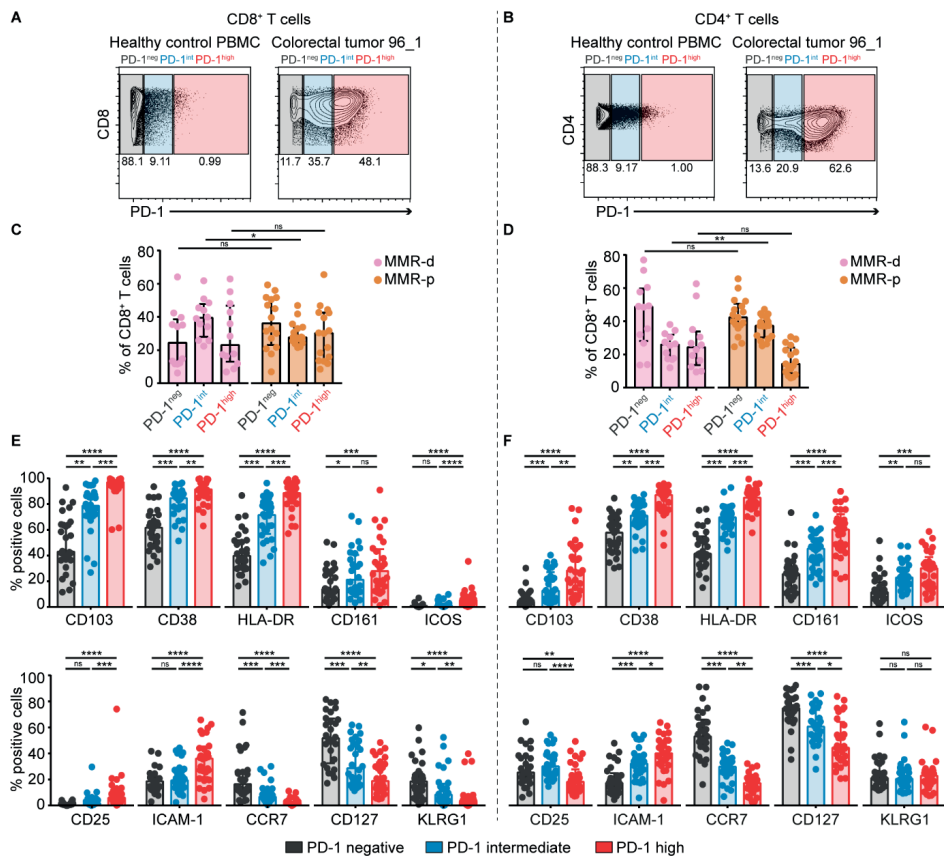 A
CD8⁺ T cells
Healthy control PBMC
Colorectal tumor 96_1
PD-1ⁿᵉᵍ PD-1ⁱⁿᵗ PD-1ʰⁱᵍʰ
PD-1ⁿᵉᵍ PD-1ⁱⁿᵗ PD-1ʰⁱᵍʰ
CD8
88.1 9.11 0.99
11.7 35.7 48.1
PD-1
B
CD4⁺ T cells
Healthy control PBMC
Colorectal tumor 96_1
PD-1ⁿᵉᵍ PD-1ⁱⁿᵗ PD-1ʰⁱᵍʰ
PD-1ⁿᵉᵍ PD-1ⁱⁿᵗ PD-1ʰⁱᵍʰ
CD4
88.3 9.17 1.00
13.6 20.9 62.6
PD-1
C
ns
*
ns
MMR-d
MMR-p
% of CD8⁺ T cells
80
60
40
20
0
PD-1ⁿᵉᵍ PD-1ⁱⁿᵗ PD-1ʰⁱᵍʰ PD-1ⁿᵉᵍ PD-1ⁱⁿᵗ PD-1ʰⁱᵍʰ
D
ns
**
ns
MMR-d
MMR-p
% of CD8⁺ T cells
80
60
40
20
0
PD-1ⁿᵉᵍ PD-1ⁱⁿᵗ PD-1ʰⁱᵍʰ PD-1ⁿᵉᵍ PD-1ⁱⁿᵗ PD-1ʰⁱᵍʰ
E
**** **** **** *** ****
** *** *** ** *** *** * ns ns ****
% positive cells
100
80
60
40
20
0
CD103 CD38 HLA-DR CD161 ICOS
**** **** **** **** ****
ns *** ns **** *** *** *** ** * **
% positive cells
100
80
60
40
20
0
CD25 ICAM-1 CCR7 CD127 KLRG1
F
**** **** **** **** ***
*** ** ** *** *** *** *** *** ** ns
CD103 CD38 HLA-DR CD161 ICOS
** **** **** **** ns
ns **** *** * *** ** *** * ns ns
CD25 ICAM-1 CCR7 CD127 KLRG1
PD-1 negative PD-1 intermediate PD-1 high